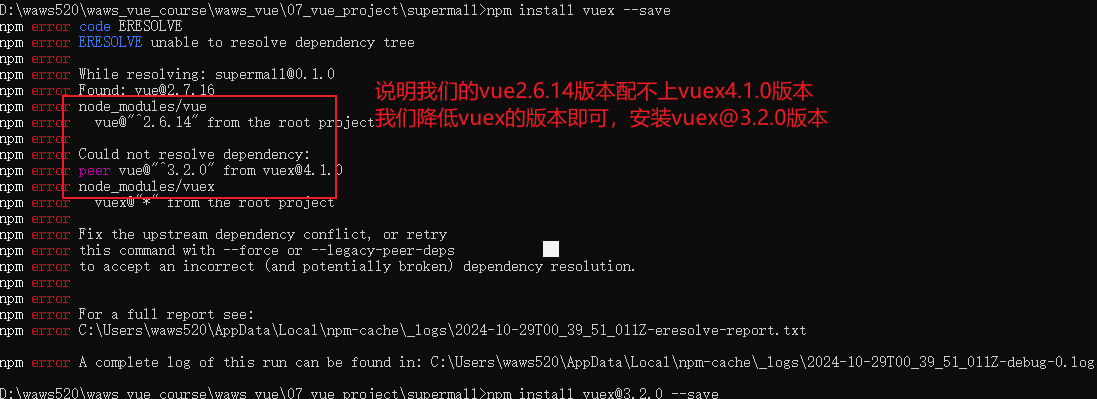 D:\waws520\waws_vue_course\waws_vue\07_vue_project\supermall>npm install vuex --save
npm error code ERESOLVE
npm error ERESOLVE unable to resolve dependency tree
npm error
npm error While resolving: supermall@0.1.0
npm error Found: vue@2.7.16
npm error node_modules/vue
npm error   vue@"^2.6.14" from the root project
npm error
npm error Could not resolve dependency:
npm error peer vue@"^3.2.0" from vuex@4.1.0
npm error node_modules/vuex
npm error   vuex@"*" from the root project
npm error
npm error Fix the upstream dependency conflict, or retry
npm error this command with --force or --legacy-peer-deps
npm error to accept an incorrect (and potentially broken) dependency resolution.
npm error
npm error
npm error For a full report see:
npm error C:\Users\waws520\AppData\Local\npm-cache\_logs\2024-10-29T00_39_51_011Z-eresolve-report.txt
npm error A complete log of this run can be found in: C:\Users\waws520\AppData\Local\npm-cache\_logs\2024-10-29T00_39_51_011Z-debug-0.log
D:\waws520\waws_vue_course\waws_vue\07_vue_project\supermall>npm install vuex@3.2.0 --save
说明我们的vue2.6.14版本配不上vuex4.1.0版本
我们降低vuex的版本即可，安装vuex@3.2.0版本